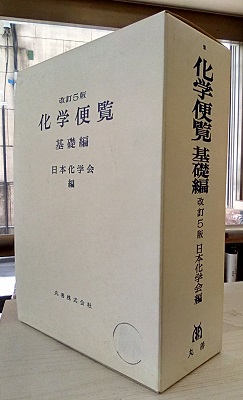 改訂5版
化学便覧
基礎編
日本化学会
編
丸善株式会社
化学便覧 基礎編 改訂5版 日本化学会編
丸善